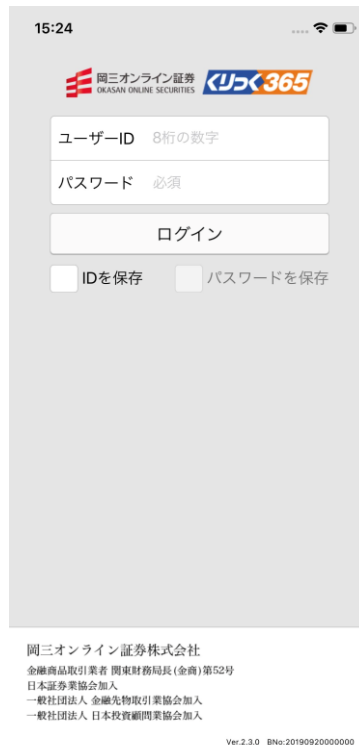 15:24
岡三オンライン証券
OKASAN ONLINE SECURITIES
くりっく365
ユーザーID 8桁の数字
パスワード 必須
ログイン
IDを保存 パスワードを保存
岡三オンライン証券株式会社
金融商品取引業者 関東財務局長(金商)第52号
日本証券業協会加入
一般社団法人 金融先物取引業協会加入
一般社団法人 日本投資顧問業協会加入
Ver.2.3.0 BNo:20190920000000